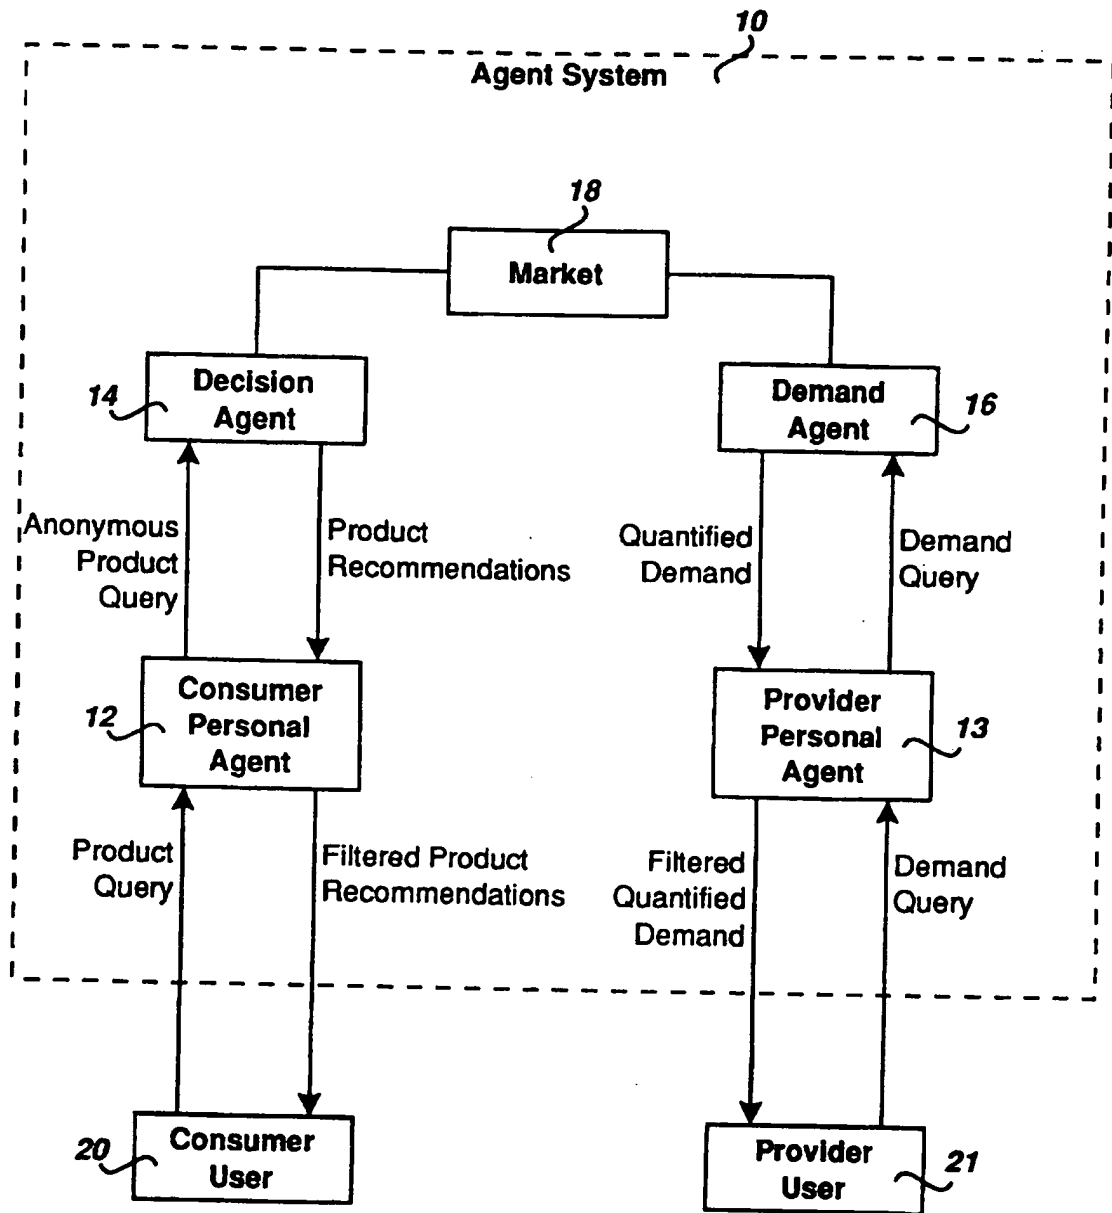 10
Agent System
18
Market
Decision
Agent
14
Demand
Agent
16
Anonymous
Product
Query
Product
Recommendations
Quantified
Demand
Demand
Query
Consumer
Personal
Agent
12
Provider
Personal
Agent
13
Product
Query
Filtered Product
Recommendations
Filtered
Quantified
Demand
Demand
Query
Consumer
User
20
Provider
User
21